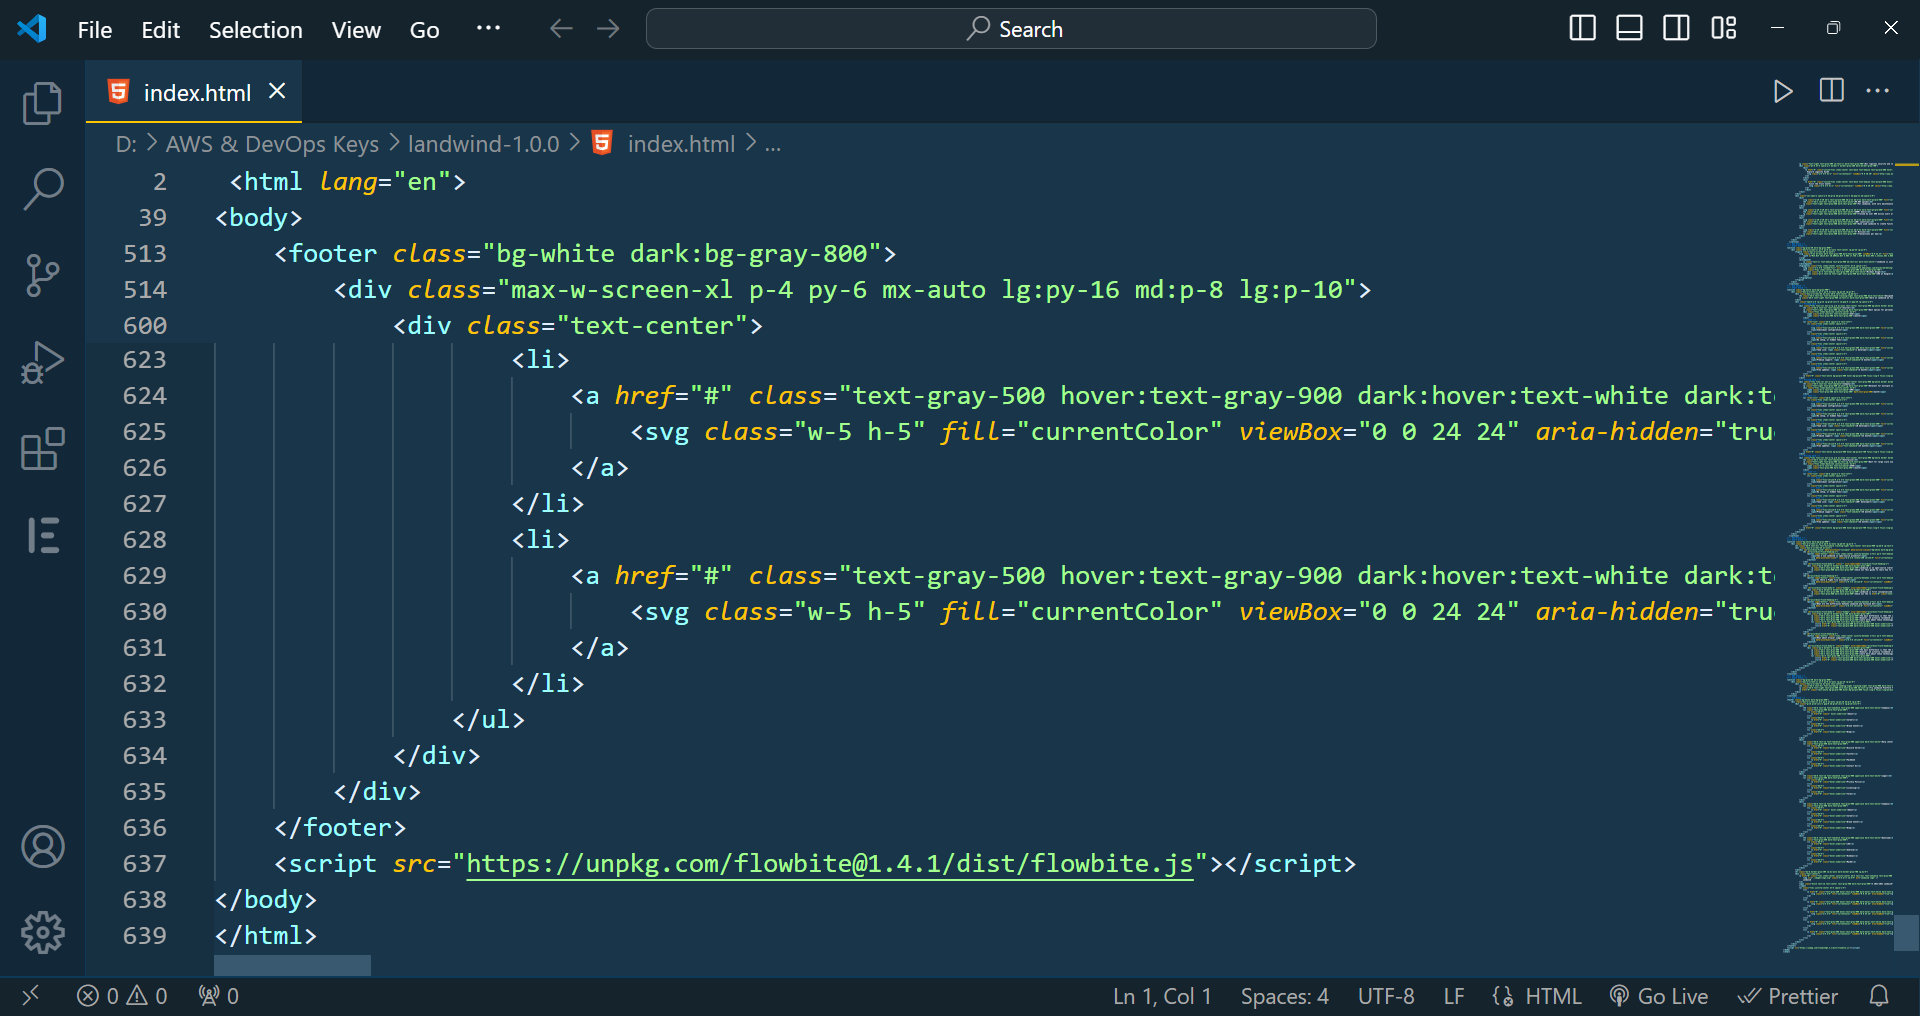 File Edit Selection View Go ··· Search
index.html
D: > AWS & DevOps Keys > landwind-1.0.0 > index.html > ...
2 <html lang="en">
39 <body>
513 <footer class="bg-white dark:bg-gray-800">
514 <div class="max-w-screen-xl p-4 py-6 mx-auto lg:py-16 md:p-8 lg:p-10">
600 <div class="text-center">
623 <li>
624 <a href="#" class="text-gray-500 hover:text-gray-900 dark:hover:text-white dark:t
625 <svg class="w-5 h-5" fill="currentColor" viewBox="0 0 24 24" aria-hidden="tru
626 </a>
627 </li>
628 <li>
629 <a href="#" class="text-gray-500 hover:text-gray-900 dark:hover:text-white dark:t
630 <svg class="w-5 h-5" fill="currentColor" viewBox="0 0 24 24" aria-hidden="tru
631 </a>
632 </li>
633 </ul>
634 </div>
635 </div>
636 </footer>
637 <script src="https://unpkg.com/flowbite@1.4.1/dist/flowbite.js"></script>
638 </body>
639 </html>
0 0 0 Ln 1, Col 1 Spaces: 4 UTF-8 LF HTML Go Live Prettier